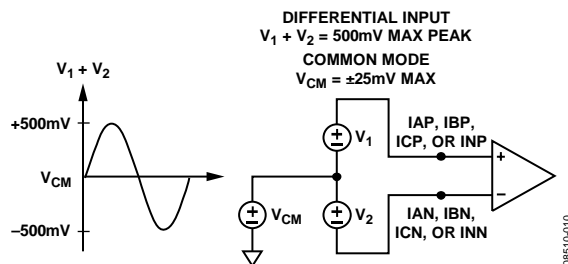 DIFFERENTIAL INPUT
V1 + V2 = 500mV MAX PEAK
COMMON MODE
VCM = ±25mV MAX
V1 + V2
+500mV
VCM
–500mV
V1
VCM
V2
IAP, IBP,
ICP, OR INP
+
–
IAN, IBN,
ICN, OR INN
08510-010